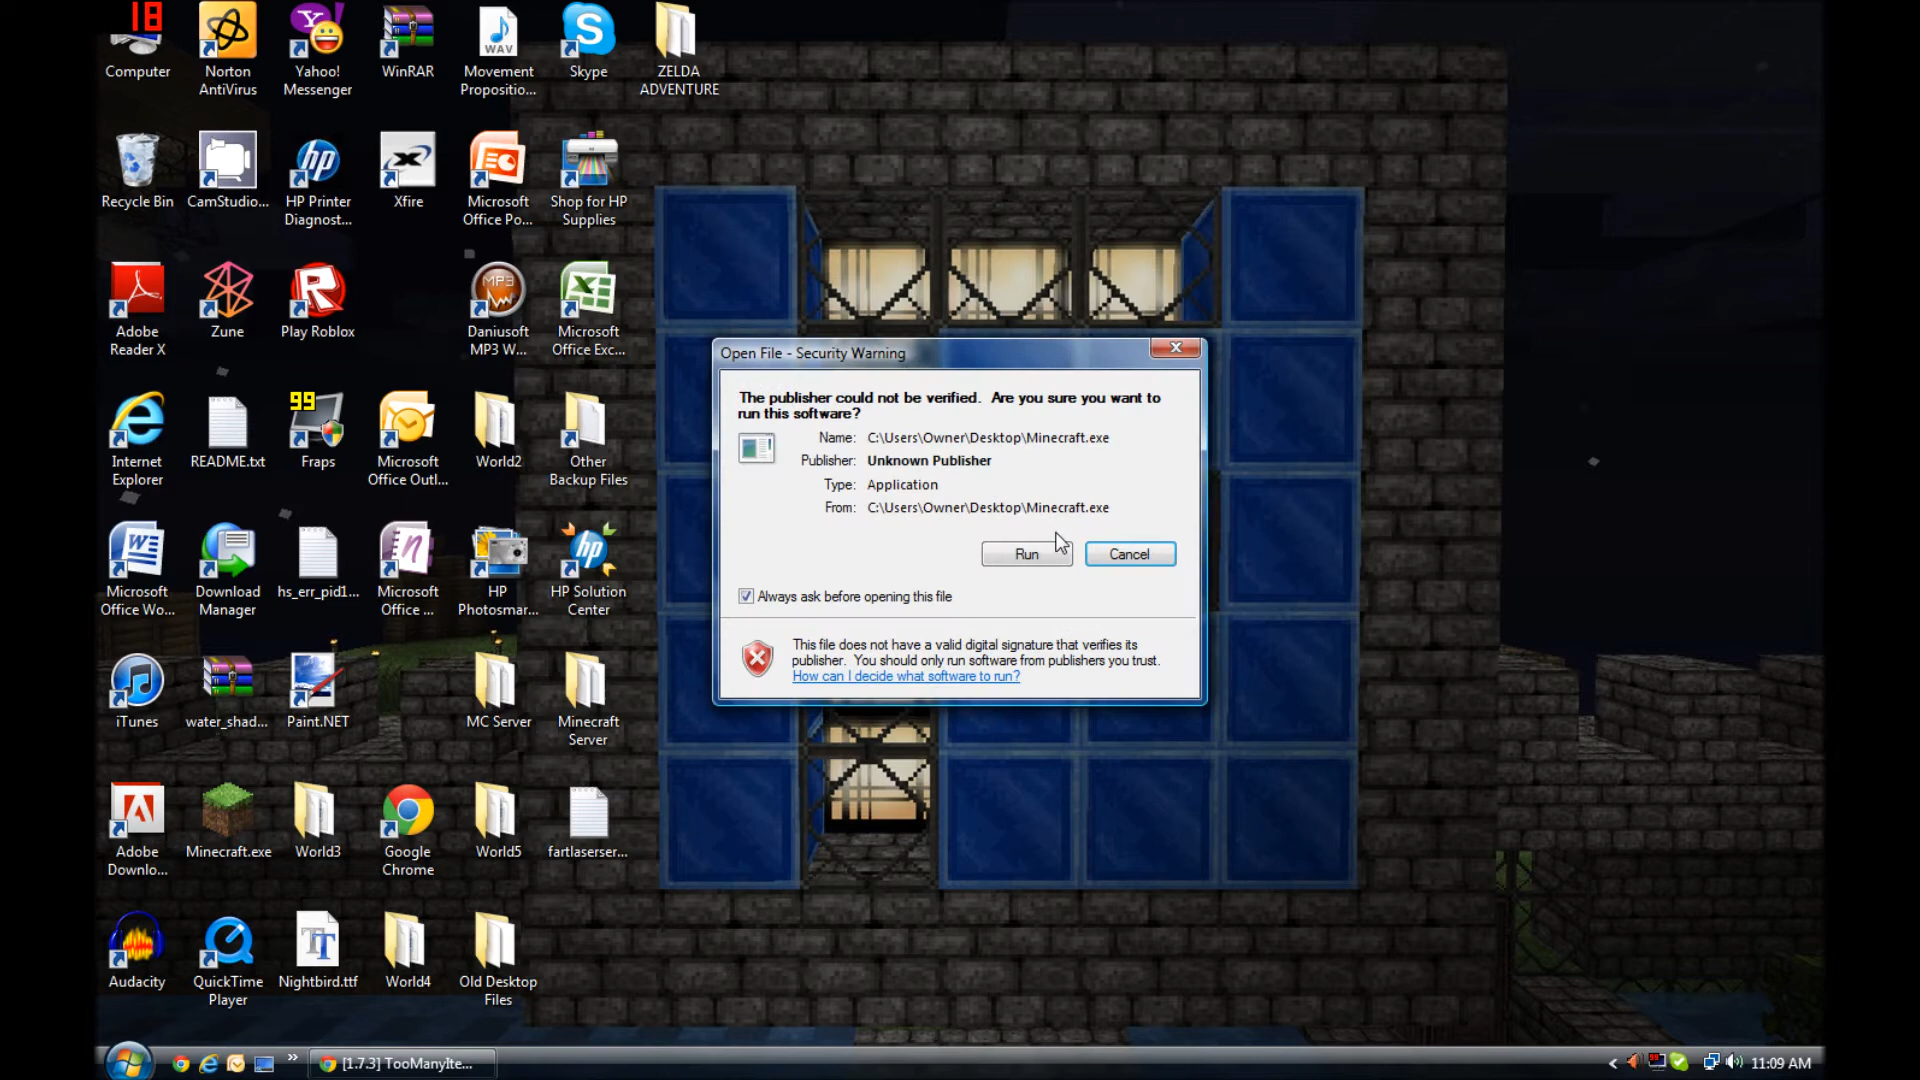 18
Computer
Norton
AntiVirus
Yahoo!
Messenger
WinRAR
WAV
Movement
Propositio...
Skype
ZELDA
ADVENTURE
Recycle Bin
CamStudio...
HP Printer
Diagnost...
Xfire
Microsoft
Office Po...
Shop for HP
Supplies
Adobe
Reader X
Zune
Play Roblox
MP3
Daniusoft
MP3 W...
Microsoft
Office Exc...
Internet
Explorer
README.txt
99
Fraps
Microsoft
Office Outl...
World2
Other
Backup Files
Microsoft
Office Wo...
Download
Manager
hs_err_pid1...
Microsoft
Office ...
HP
Photosmar...
HP Solution
Center
iTunes
water_shad...
Paint.NET
MC Server
Minecraft
Server
Adobe
Downlo...
Minecraft.exe
World3
Google
Chrome
World5
fartlaserser...
Audacity
QuickTime
Player
Nightbird.ttf
World4
Old Desktop
Files
Open File - Security Warning
The publisher could not be verified. Are you sure you want to
run this software?
Name: C:\Users\Owner\Desktop\Minecraft.exe
Publisher: Unknown Publisher
Type: Application
From: C:\Users\Owner\Desktop\Minecraft.exe
Run
Cancel
Always ask before opening this file
This file does not have a valid digital signature that verifies its
publisher. You should only run software from publishers you trust.
How can I decide what software to run?
[1.7.3] TooManyIte...
11:09 AM